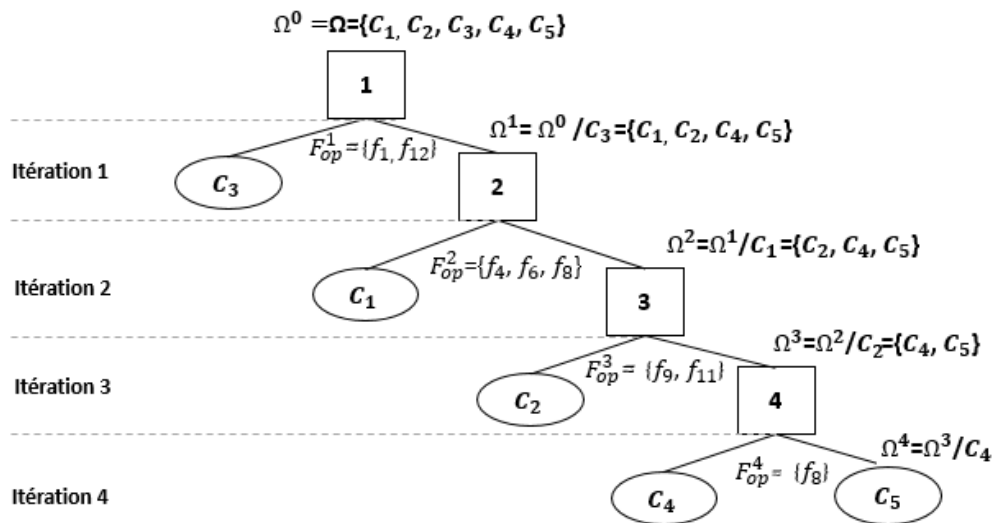 Ω⁰ =Ω={C₁, C₂, C₃, C₄, C₅}
1
Ω¹= Ω⁰ /C₃={C₁, C₂, C₄, C₅}
F¹ₒₚ={f₁, f₁₂}
Itération 1
C₃
2
Ω²=Ω¹/C₁={C₂, C₄, C₅}
F²ₒₚ={f₄, f₆, f₈}
Itération 2
C₁
3
Ω³=Ω²/C₂={C₄, C₅}
F³ₒₚ= {f₉, f₁₁}
Itération 3
C₂
4
Ω⁴=Ω³/C₄
F⁴ₒₚ= {f₈}
Itération 4
C₄
C₅